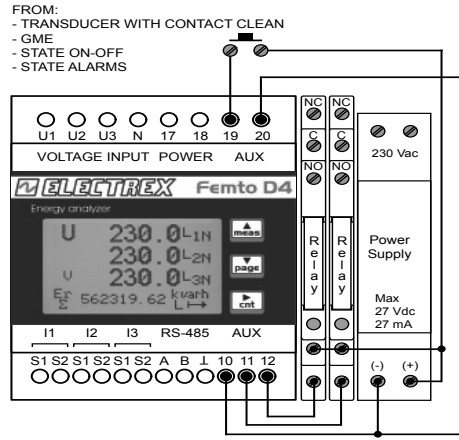 FROM:
- TRANSDUCER WITH CONTACT CLEAN
- GME
- STATE ON-OFF
- STATE ALARMS
NC NC
U1 U2 U3 N 17 18 19 20
C C
VOLTAGE INPUT POWER AUX
230 Vac
NO NO
ELECTREX Femto D4
Energy analyzer
U 230.0 L1N
meas
230.0 L2N
page
U 230.0 L3N
Er Σ 562319.62 kvarh L
cnt
Relay Relay
Power
Supply
Max
27 Vdc
27 mA
I1 I2 I3 RS-485 AUX
S1 S2 S1 S2 S1 S2 A B ⊥ 10 11 12
(-) (+)